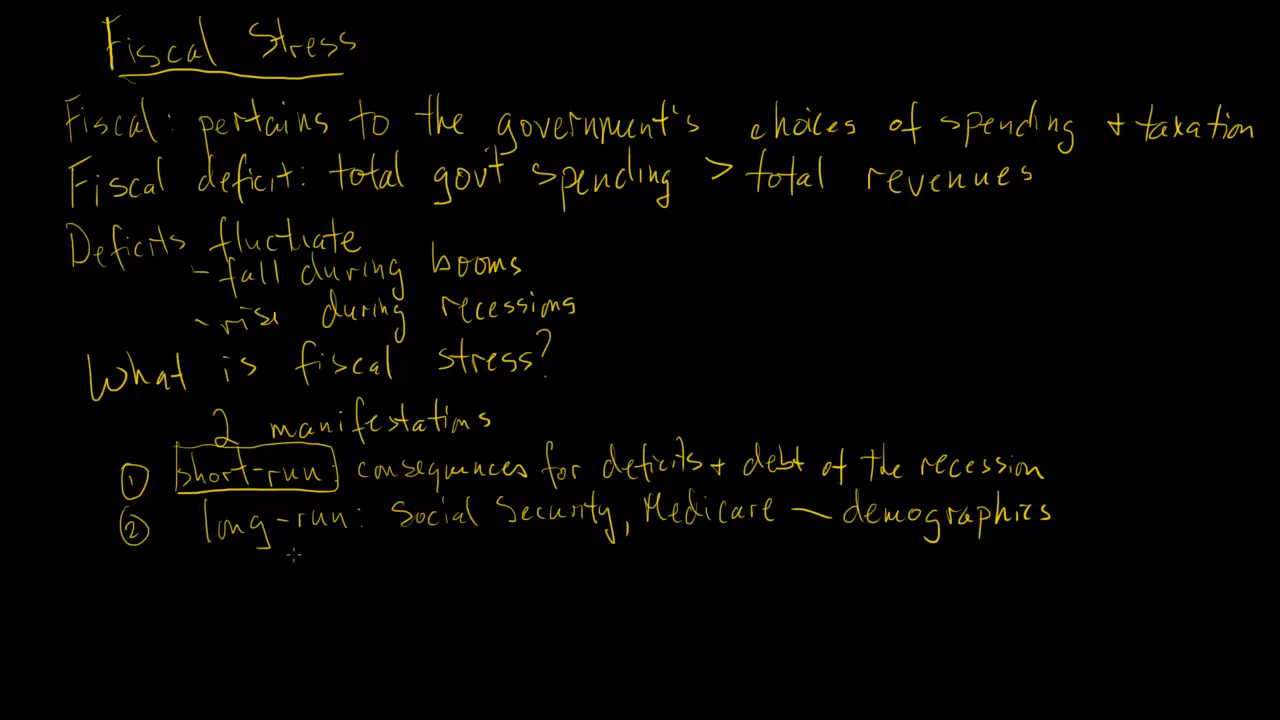 Fiscal Stress
Fiscal: pertains to the government's choices of spending + taxation
Fiscal deficit: total gov't spending > total revenues
Deficits fluctuate
- fall during booms
- rise during recessions
What is fiscal stress?
2 manifestations
① short-run: consequences for deficits + debt of the recession
② long-run: Social Security, Medicare ~ demographics